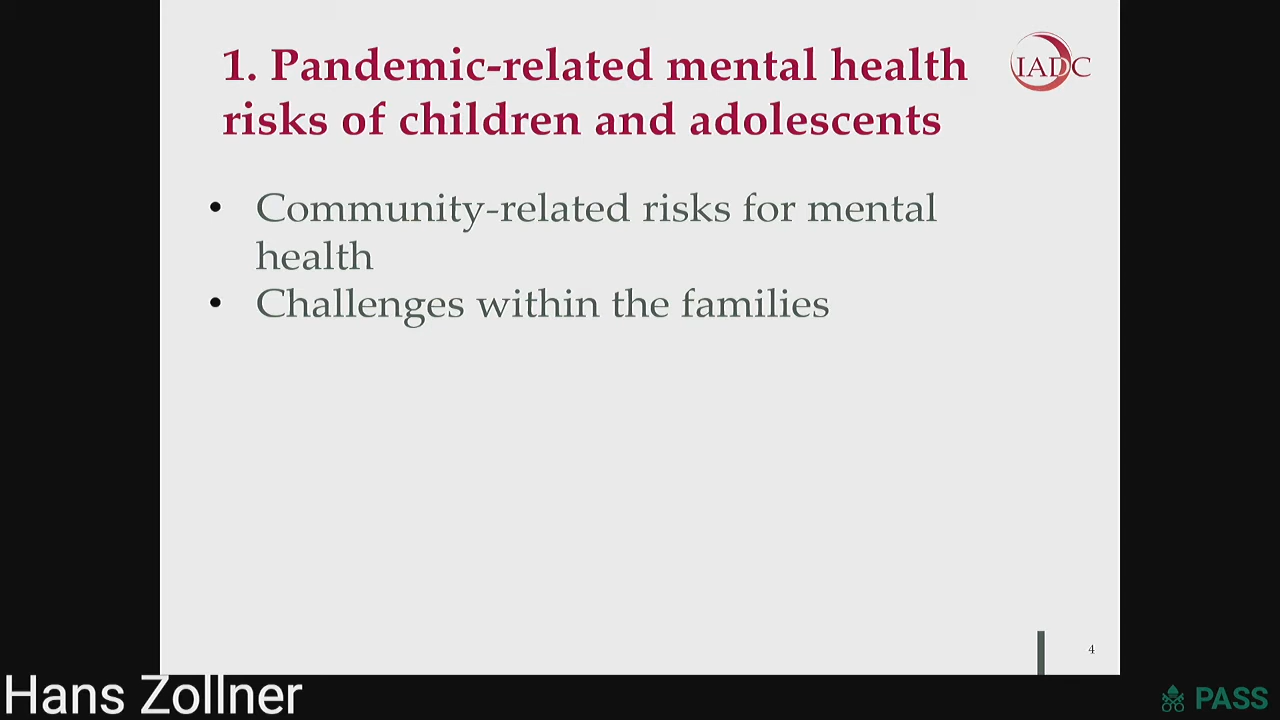 1. Pandemic-related mental health
risks of children and adolescents
IADC
• Community-related risks for mental
health
• Challenges within the families
4
Hans Zollner
PASS